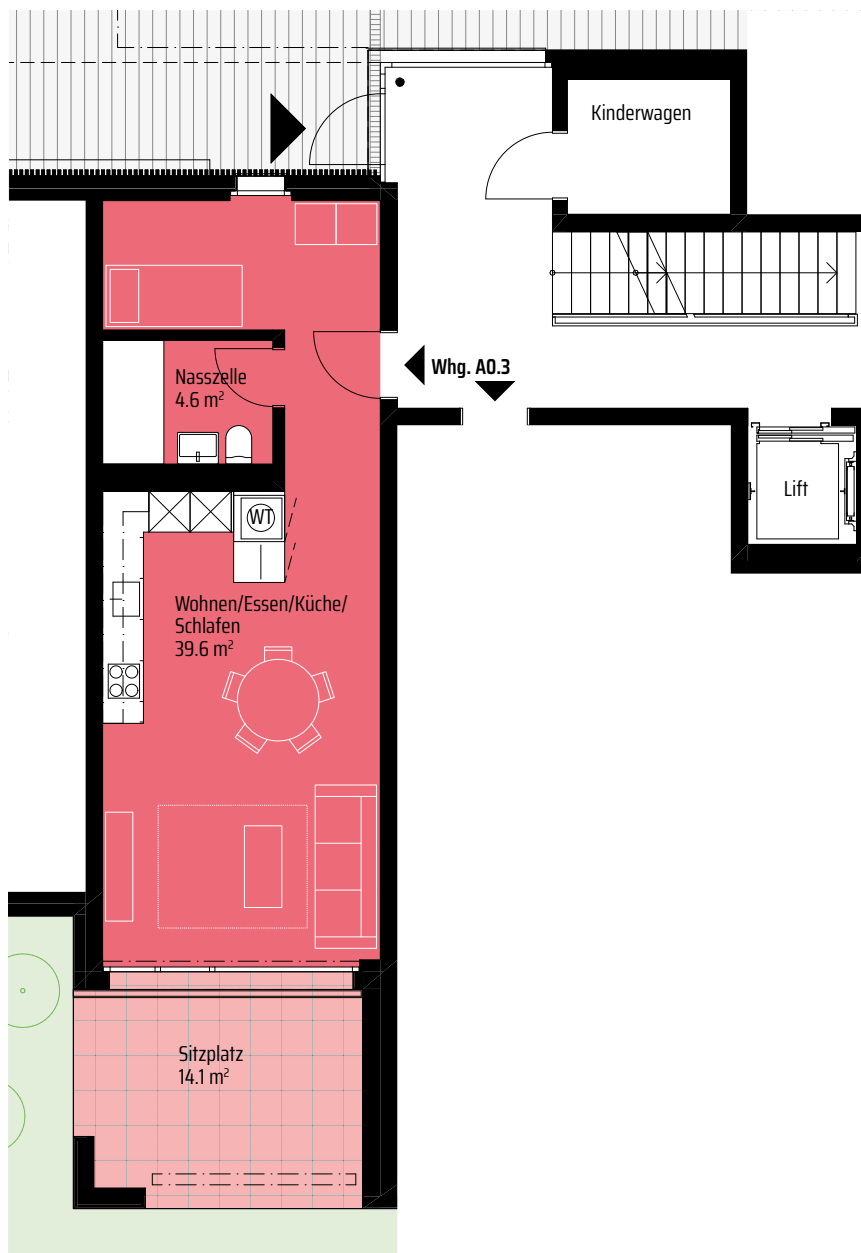 Kinderwagen
Whg. A0.3
Nasszelle
4.6 m²
Lift
WT
Wohnen/Essen/Küche/
Schlafen
39.6 m²
Sitzplatz
14.1 m²